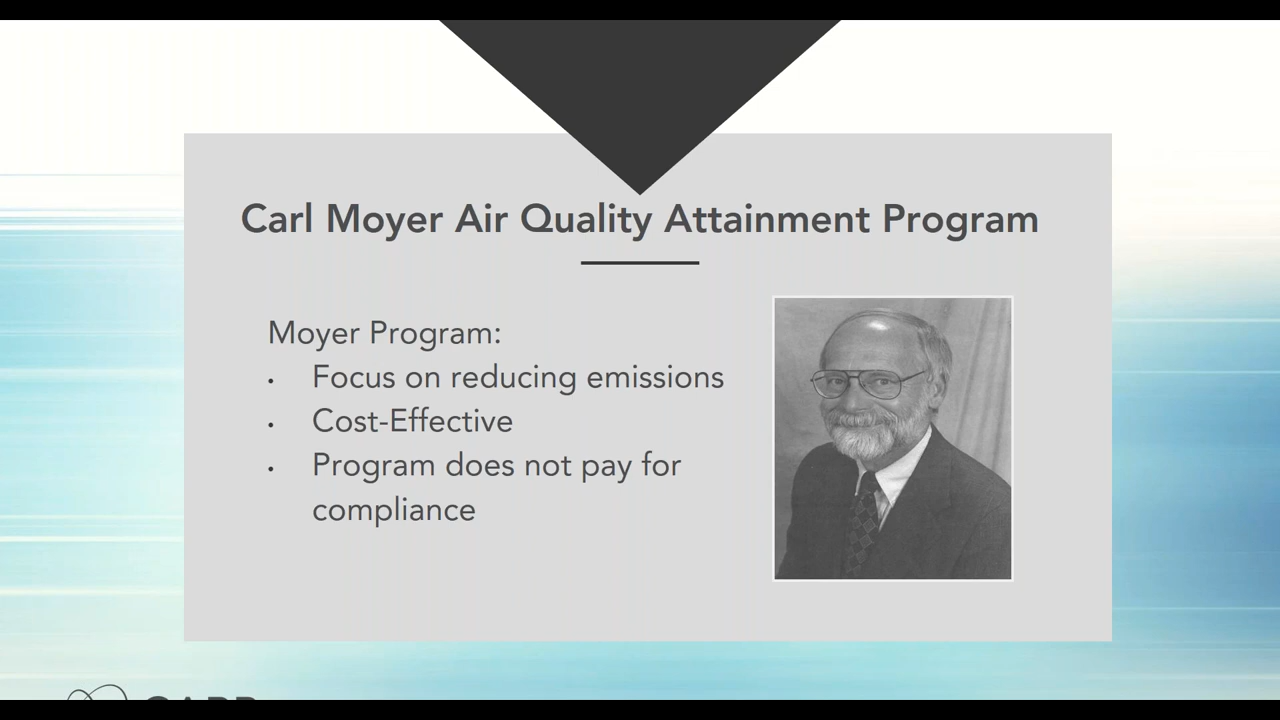 Carl Moyer Air Quality Attainment Program
Moyer Program:
• Focus on reducing emissions
• Cost-Effective
• Program does not pay for
compliance